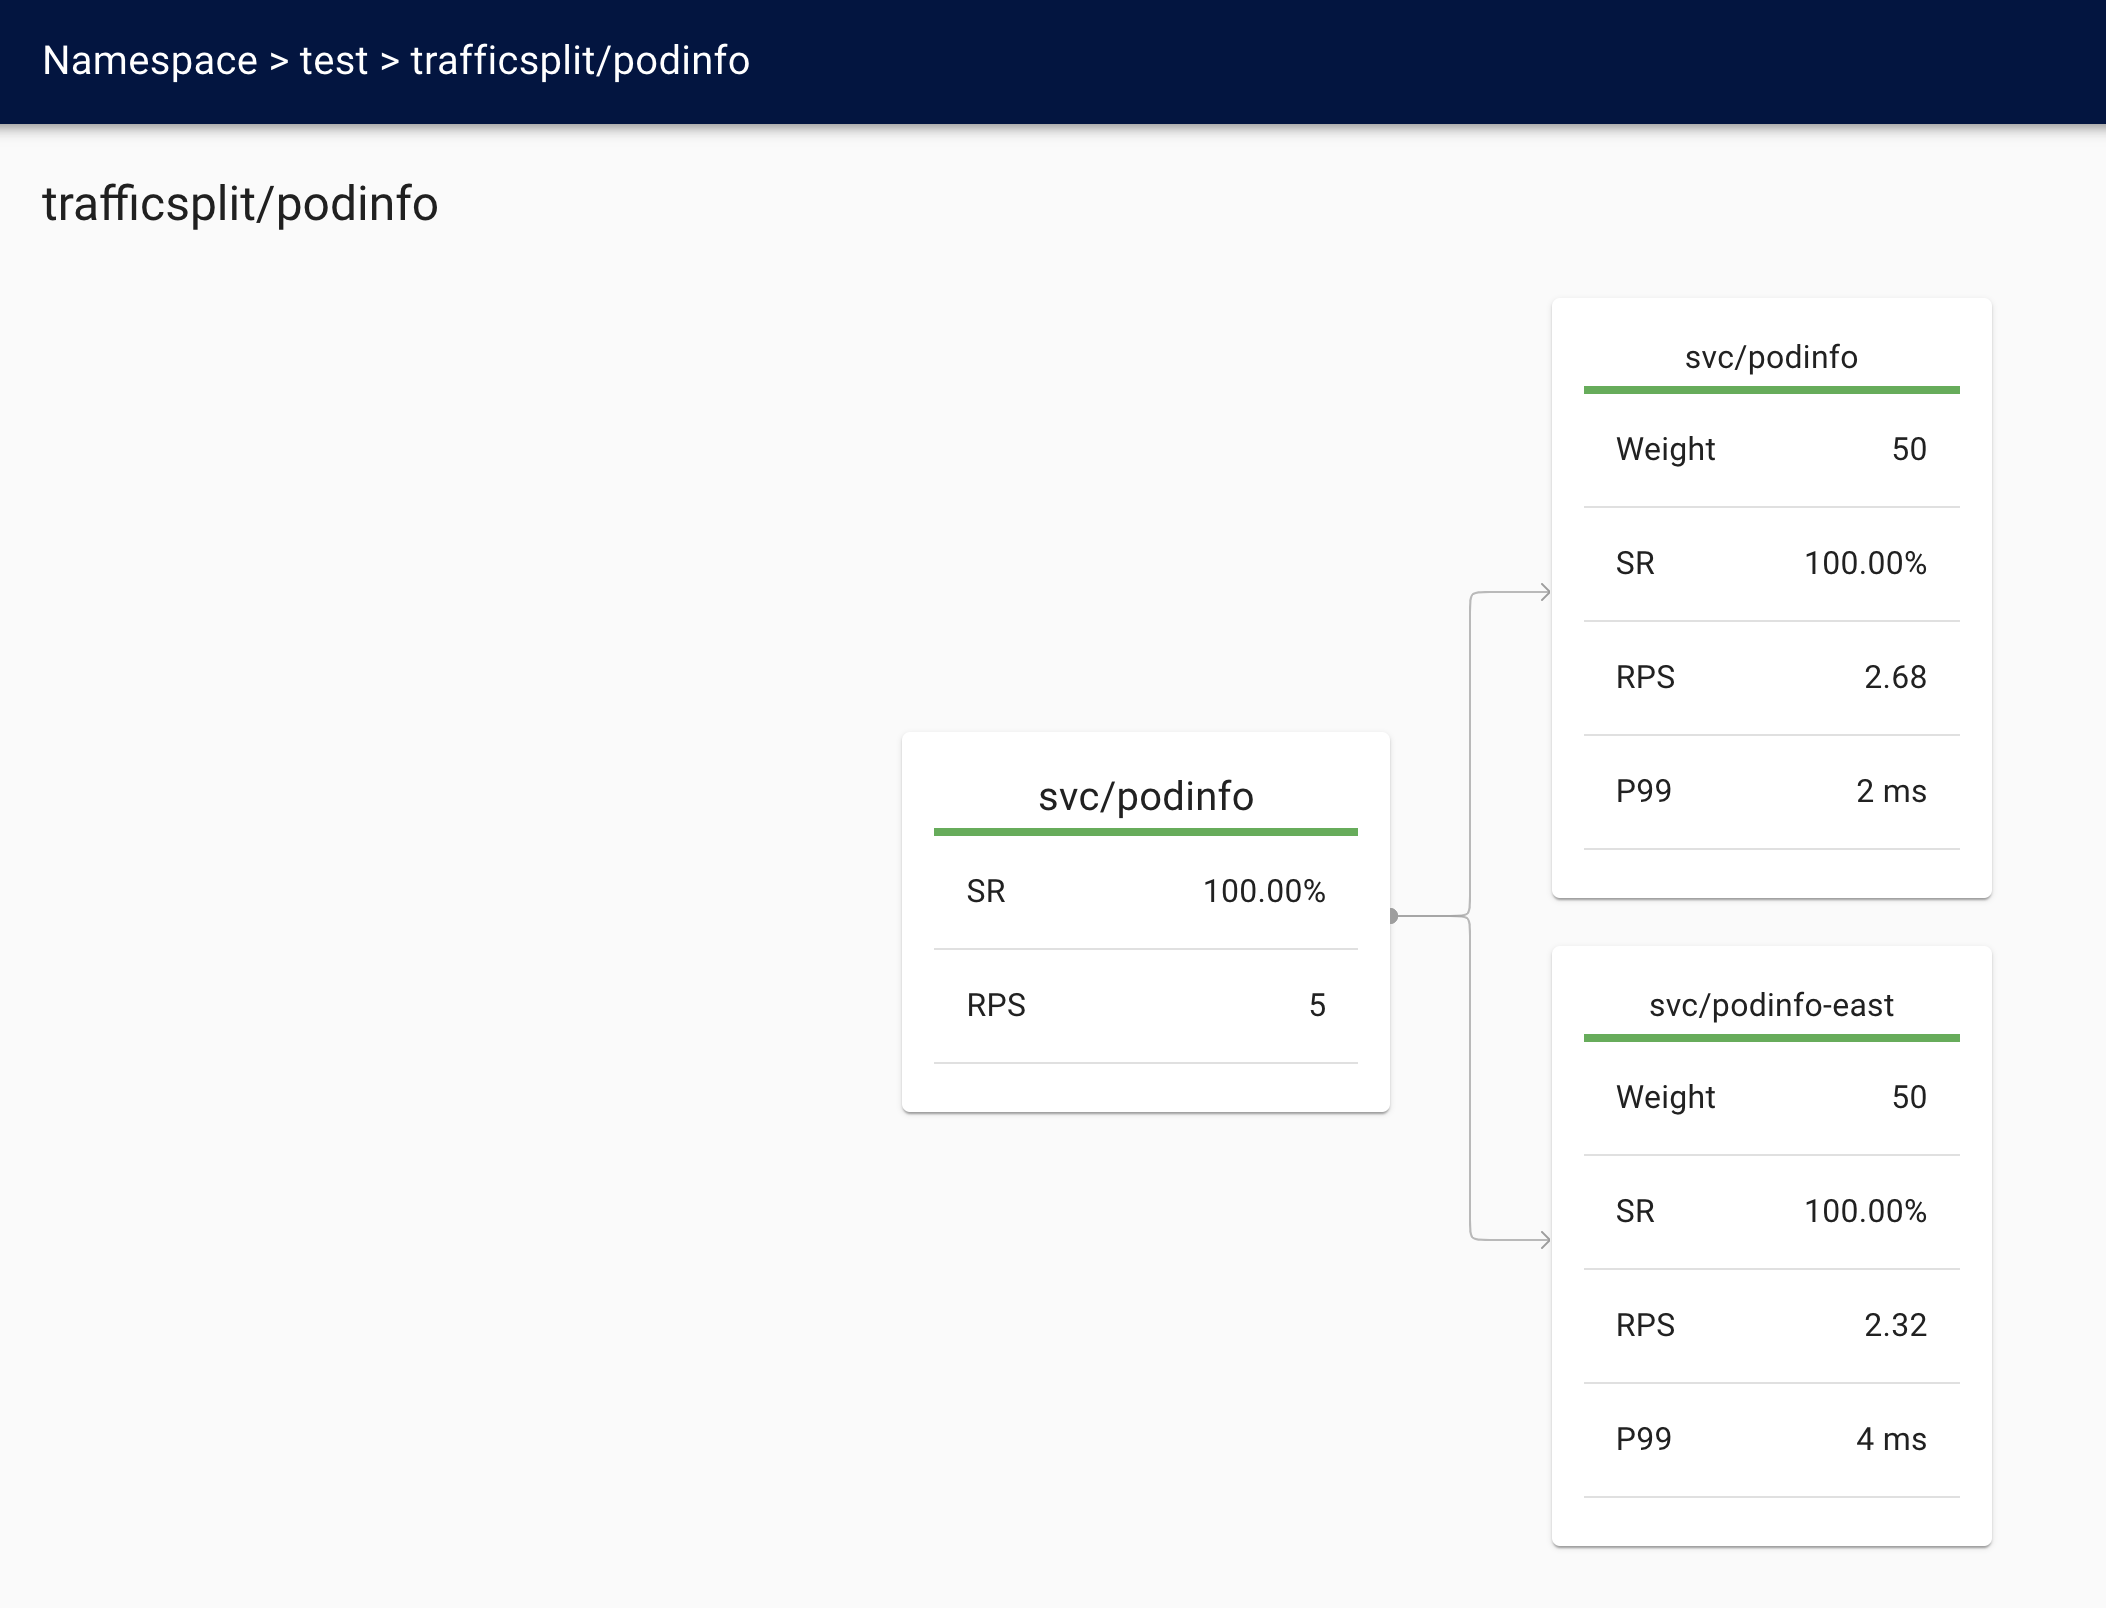 Namespace > test > trafficsplit/podinfo
trafficsplit/podinfo
svc/podinfo
SR 100.00%
RPS 5
svc/podinfo
Weight 50
SR 100.00%
RPS 2.68
P99 2 ms
svc/podinfo-east
Weight 50
SR 100.00%
RPS 2.32
P99 4 ms